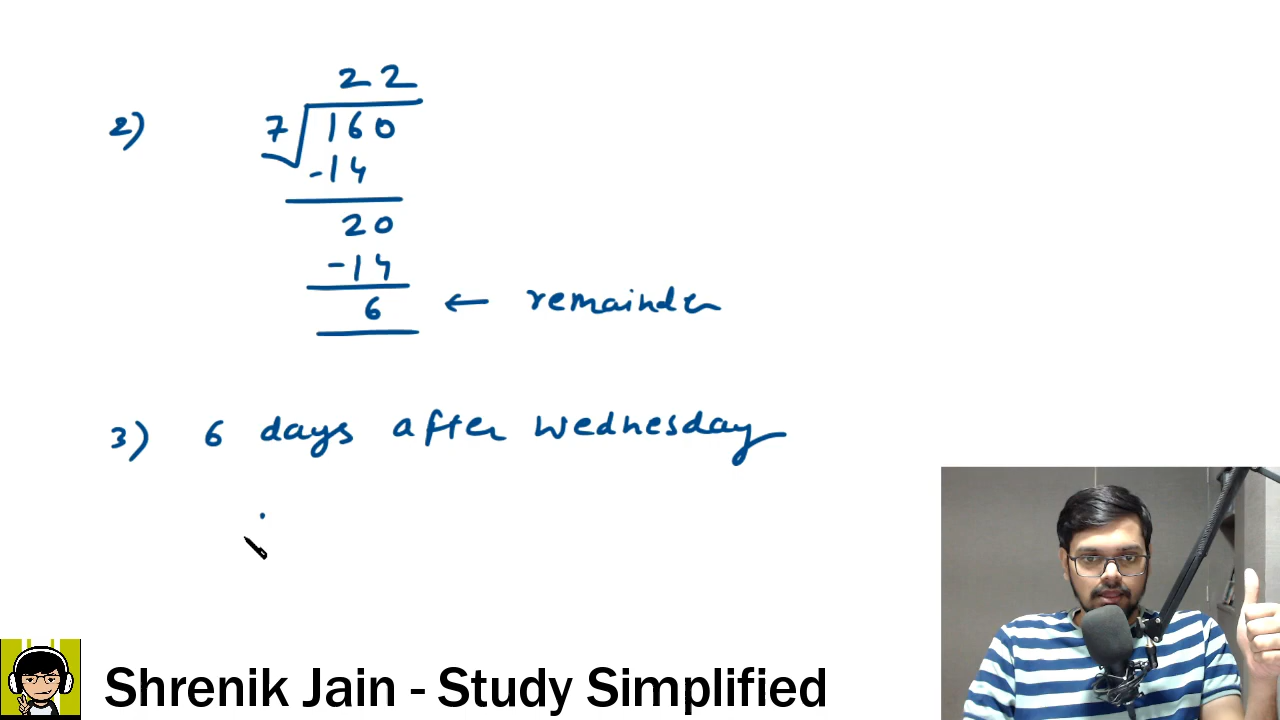 22
2) 7 160
-14
20
-14
6 ← remainder
3) 6 days after wednesday
Shrenik Jain - Study Simplified